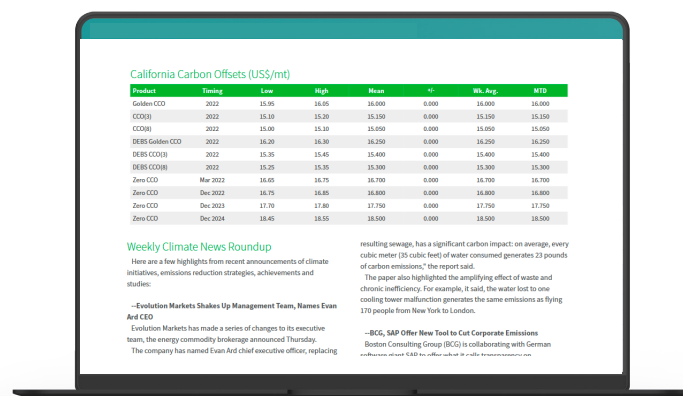 California Carbon Offsets (US$/mt)
Product Timing Low High Mean +/- Wk. Avg. MTD
Golden CCO 2022 15.95 16.05 16.000 0.000 16.000 16.000
CCO(3) 2022 15.10 15.20 15.150 0.000 15.150 15.150
CCO(8) 2022 15.00 15.10 15.050 0.000 15.050 15.050
DEBS Golden CCO 2022 16.20 16.30 16.250 0.000 16.250 16.250
DEBS CCO(3) 2022 15.35 15.45 15.400 0.000 15.400 15.400
DEBS CCO(8) 2022 15.25 15.35 15.300 0.000 15.300 15.300
Zero CCO Mar 2022 16.65 16.75 16.700 0.000 16.700 16.700
Zero CCO Dec 2022 16.75 16.85 16.800 0.000 16.800 16.800
Zero CCO Dec 2023 17.70 17.80 17.750 0.000 17.750 17.750
Zero CCO Dec 2024 18.45 18.55 18.500 0.000 18.500 18.500
Weekly Climate News Roundup
Here are a few highlights from recent announcements of climate
initiatives, emissions reduction strategies, achievements and
studies:
--Evolution Markets Shakes Up Management Team, Names Evan
Ard CEO
Evolution Markets has made a series of changes to its executive
team, the energy commodity brokerage announced Thursday.
The company has named Evan Ard chief executive officer, replacing
resulting sewage, has a significant carbon impact: on average, every
cubic meter (35 cubic feet) of water consumed generates 23 pounds
of carbon emissions," the report said.
The paper also highlighted the amplifying effect of waste and
chronic inefficiency. For example, it said, the water lost to one
cooling tower malfunction generates the same emissions as flying
170 people from New York to London.
--BCG, SAP Offer New Tool to Cut Corporate Emissions
Boston Consulting Group (BCG) is collaborating with German
software giant SAP to offer what it calls transparency on